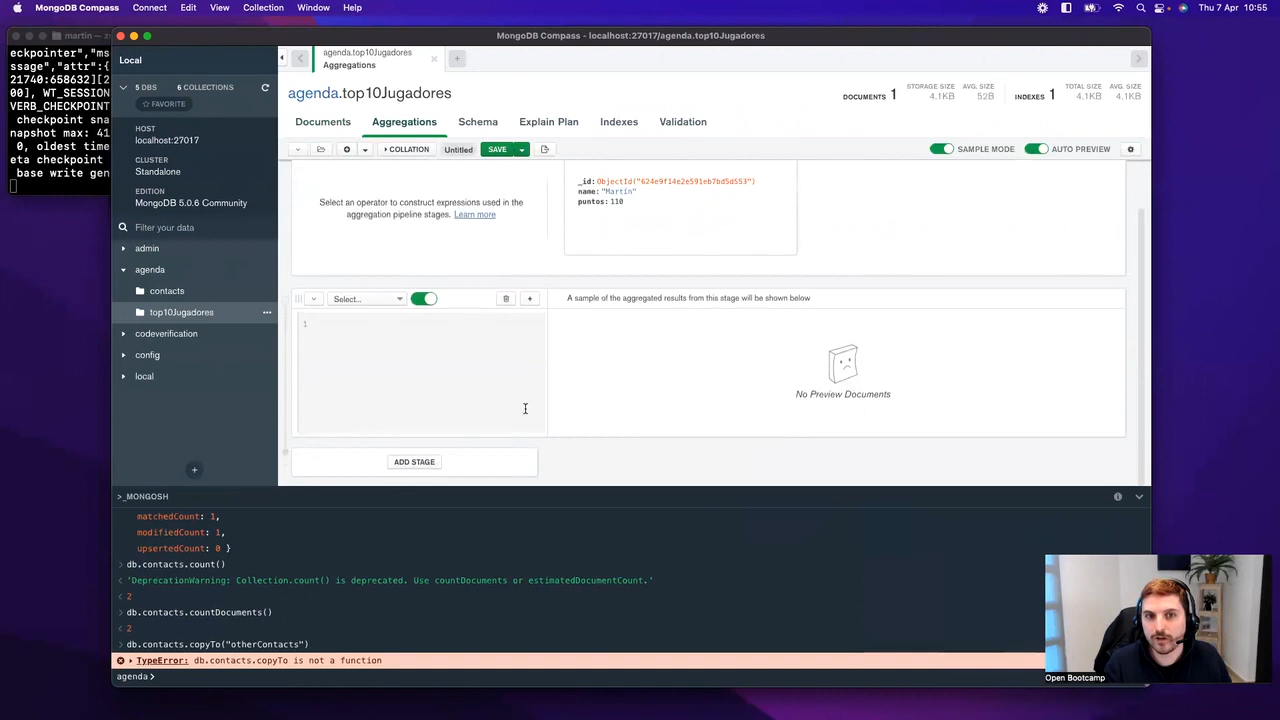 MongoDB Compass Connect Edit View Collection Window Help
Thu 7 Apr 10:55
martin —
MongoDB Compass - localhost:27017/agenda.top10Jugadores
eckpointer","ms
ssage","attr":{
21740:658632][2
00], WT_SESSION
VERB_CHECKPOINT
checkpoint sna
napshot max: 41
0, oldest time
eta checkpoint
base write gen
Local
5 DBS 6 COLLECTIONS
FAVORITE
HOST
localhost:27017
CLUSTER
Standalone
EDITION
MongoDB 5.0.6 Community
Filter your data
admin
agenda
contacts
top10Jugadores
codeverification
config
local
agenda.top10Jugadores
Aggregations
agenda.top10Jugadores
DOCUMENTS 1
STORAGE SIZE
4.1KB
AVG. SIZE
52B
INDEXES 1
TOTAL SIZE
4.1KB
AVG. SIZE
4.1KB
Documents Aggregations Schema Explain Plan Indexes Validation
COLLATION Untitled SAVE SAMPLE MODE AUTO PREVIEW
Select an operator to construct expressions used in the
aggregation pipeline stages. Learn more
_id:ObjectId("624e9f14e2e591eb7bd5d553")
name:"Martín"
puntos:110
Select...
A sample of the aggregated results from this stage will be shown below
1
No Preview Documents
ADD STAGE
>_MONGOSH
matchedCount: 1,
modifiedCount: 1,
upsertedCount: 0 }
> db.contacts.count()
< 'DeprecationWarning: Collection.count() is deprecated. Use countDocuments or estimatedDocumentCount.'
< 2
> db.contacts.countDocuments()
< 2
> db.contacts.copyTo("otherContacts")
TypeError: db.contacts.copyTo is not a function
agenda>
Open Bootcamp